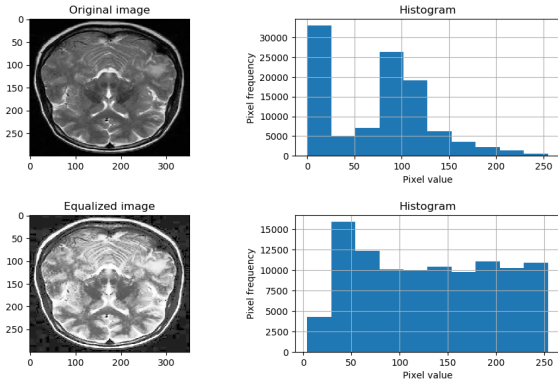 Original image
0
50
100
150
200
250
0 100 200 300
Histogram
Pixel frequency
30000
25000
20000
15000
10000
5000
0
0 50 100 150 200 250
Pixel value
Equalized image
0
50
100
150
200
250
0 100 200 300
Histogram
Pixel frequency
15000
12500
10000
7500
5000
2500
0
0 50 100 150 200 250
Pixel value